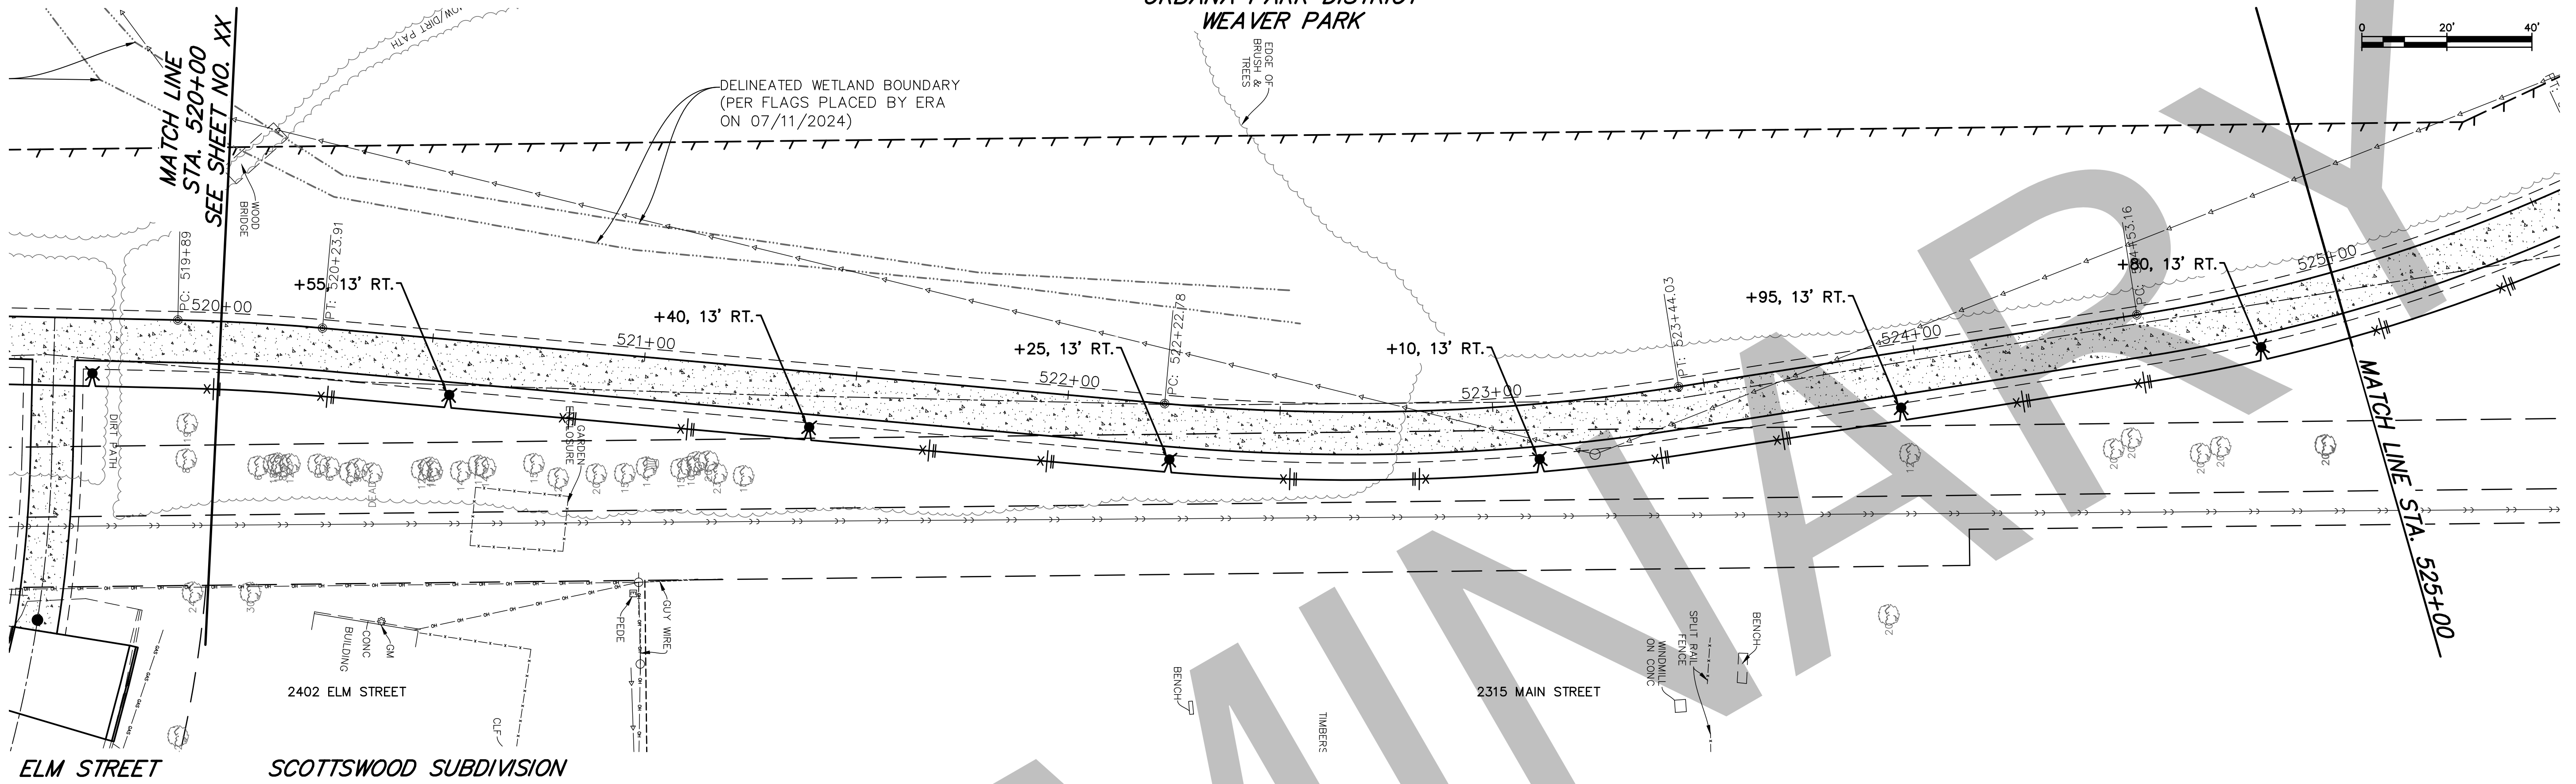 WEAVER PARK
MATCH LINE
STA. 520+00
SEE SHEET NO. XX
OW/DIRT PATH
DELINEATED WETLAND BOUNDARY
(PER FLAGS PLACED BY ERA
ON 07/11/2024)
EDGE OF
BRUSH &
TREES
0 20' 40'
WOOD
BRIDGE
PC: 519+89
PT: 520+23.91
520+00
+55, 13' RT.
521+00
+40, 13' RT.
522+00
+25, 13' RT.
PC: 522+22.78
+10, 13' RT.
523+00
PT: 523+44.03
+95, 13' RT.
524+00
+80, 13' RT.
525+00
DIRT PATH
DEAD
GARDEN
MATCH LINE STA. 525+00
GUY WIRE
PEDE
GM
CONC
BUILDING
2402 ELM STREET
CLF
BENCH
TIMBERS
2315 MAIN STREET
WINDMILL
ON CONC
SPLIT RAIL
FENCE
BENCH
ELM STREET
SCOTTSWOOD SUBDIVISION
MINARY